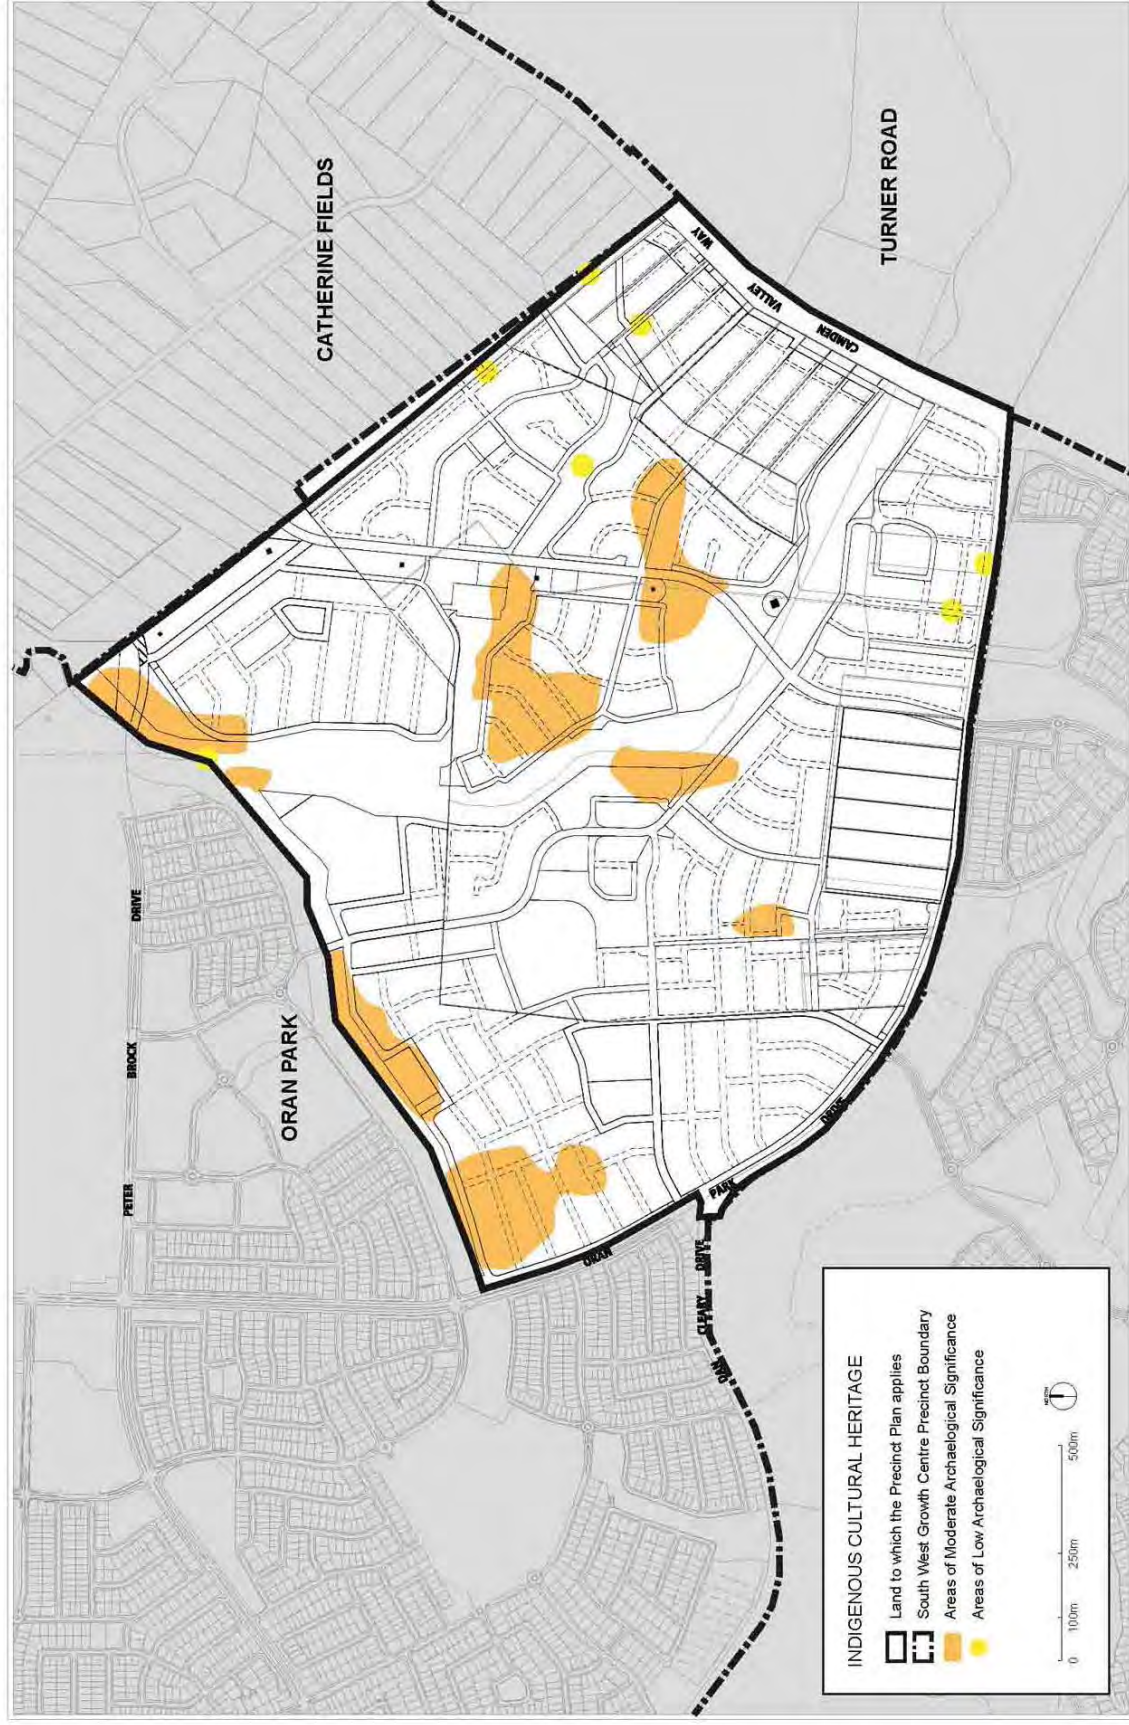 CATHERINE FIELDS
TURNER ROAD
CAMDEN
VALLEY
WAY
ORAN PARK
PETER
BROCK
DRIVE
ORAN
PARK
DRIVE
DAN
CLEARY
DRIVE
INDIGENOUS CULTURAL HERITAGE
Land to which the Precinct Plan applies
South West Growth Centre Precinct Boundary
Areas of Moderate Archaelogical Significance
Areas of Low Archaelogical Significance
0 100m 250m 500m
NORTH